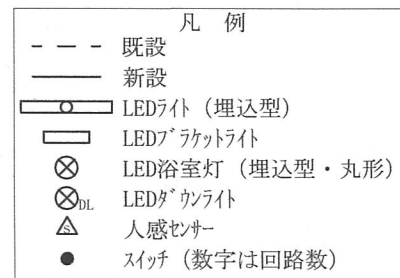 凡 例
既設
新設
LEDﾗｲﾄ (埋込型)
LEDﾌﾞﾗｹｯﾄﾗｲﾄ
LED浴室灯 (埋込型・丸形)
DL LEDﾀﾞｳﾝﾗｲﾄ
S 人感ｾﾝｻｰ
ｽｲｯﾁ (数字は回路数)